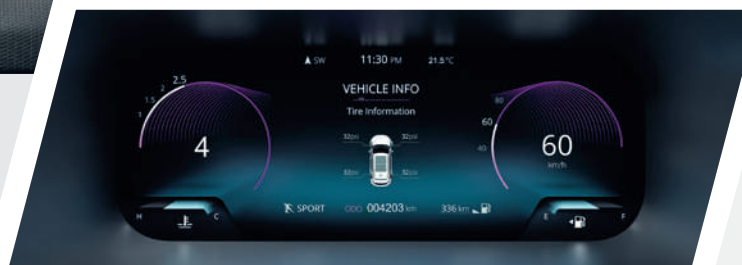 SW 11:30 PM 21.5°C
2.5
2
1.5
1
VEHICLE INFO
Tire Information
80
60
40
4
32psi 32psi
32psi 32psi
60
km/h
SPORT ODO 004203 km 336 km
H C
E F